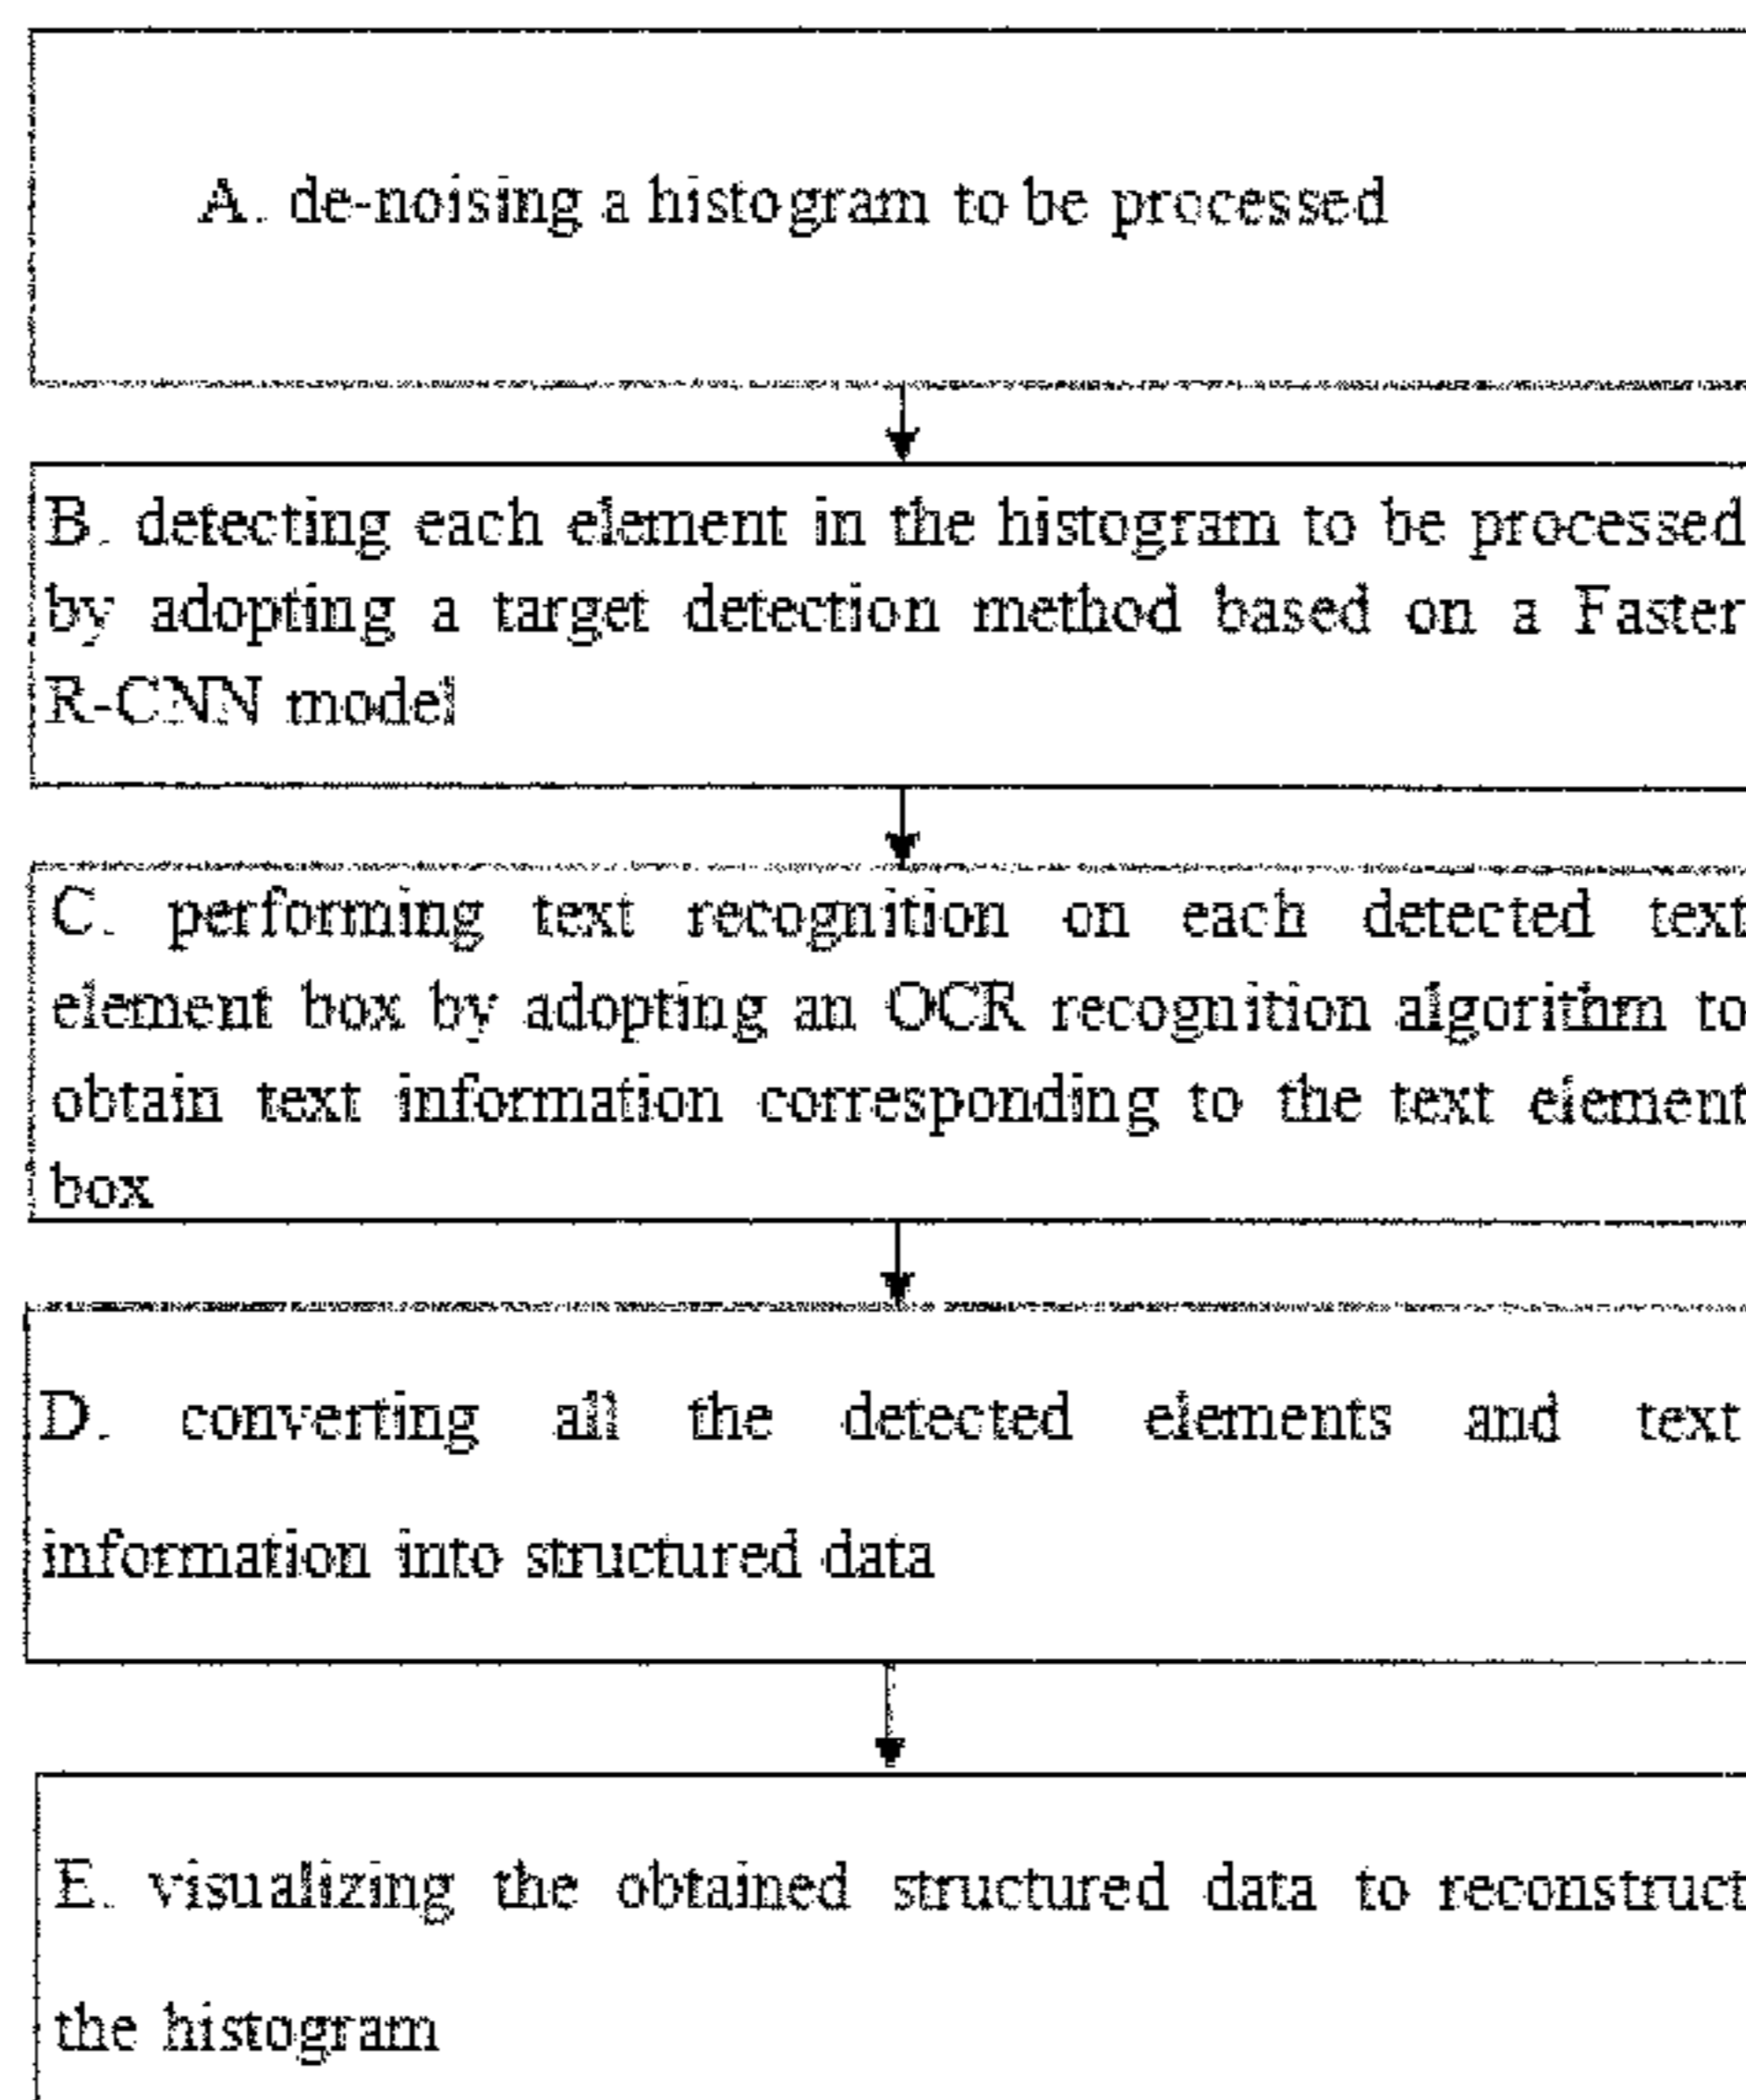 A. de-noising a histogram to be processed
B. detecting each element in the histogram to be processed
by adopting a target detection method based on a Faster
R-CNN model
C. performing text recognition on each detected text
element box by adopting an OCR recognition algorithm to
obtain text information corresponding to the text element
box
D. converting all the detected elements and text
information into structured data
E. visualizing the obtained structured data to reconstruct
the histogram